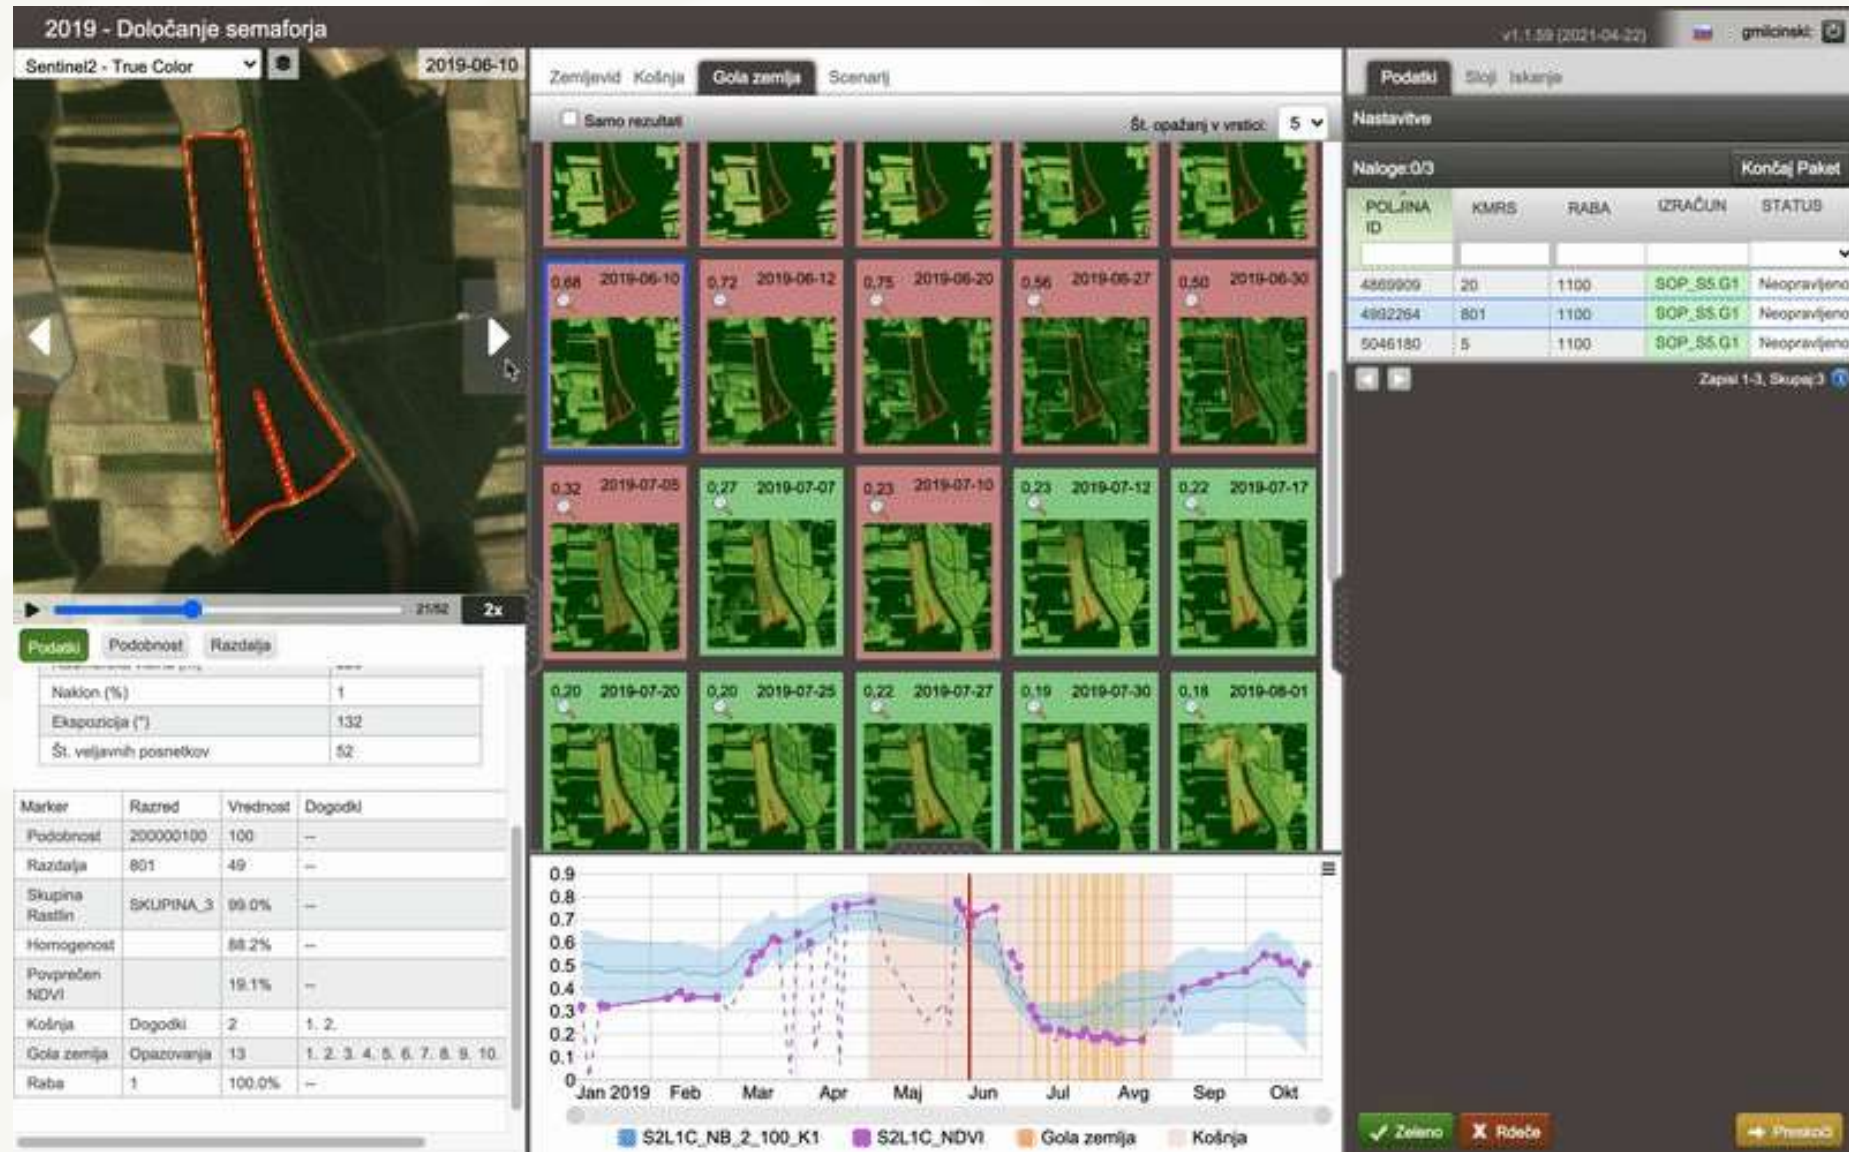 2019 - Določanje semaforja
v1.1.59 (2021-04-22)
gmilcinski:
Sentinel2 - True Color
2019-06-10
21/52
2x
Podatki Podobnost Razdalja
Naklon (%) 1
Ekspozicija (°) 132
Št. veljavnih posnetkov 52
Marker Razred Vrednost Dogodki
Podobnost 200000100 100 --
Razdalja 801 49 --
Skupina Rastlin SKUPINA_3 99.0% --
Homogenost 88.2% --
Povprečen NDVI 19.1% --
Košnja Dogodki 2 1. 2.
Gola zemlja Opazovanja 13 1. 2. 3. 4. 5. 6. 7. 8. 9. 10.
Raba 1 100.0% --
Zemljevid Košnja Gola zemlja Scenarij
Samo rezultati
Št. opažanj v vrstici: 5
0,68 2019-06-10
0,72 2019-06-12
0,75 2019-06-20
0,56 2019-06-27
0,50 2019-06-30
0,32 2019-07-05
0,27 2019-07-07
0,23 2019-07-10
0,23 2019-07-12
0,22 2019-07-17
0,20 2019-07-20
0,20 2019-07-25
0,22 2019-07-27
0,19 2019-07-30
0,18 2019-08-01
0.9
0.8
0.7
0.6
0.5
0.4
0.3
0.2
0.1
0
Jan 2019 Feb Mar Apr Maj Jun Jul Avg Sep Okt
S2L1C_NB_2_100_K1 S2L1C_NDVI Gola zemlja Košnja
Podatki Sloji Iskanje
Nastavitve
Naloge:0/3 Končaj Paket
POLJINA ID KMRS RABA IZRAČUN STATUS
4869909 20 1100 SOP_S5.G1 Neopravljeno
4992264 801 1100 SOP_S5.G1 Neopravljeno
5046180 5 1100 SOP_S5.G1 Neopravljeno
Zapisi 1-3, Skupej:3
Zeleno Rdeče Preskoči